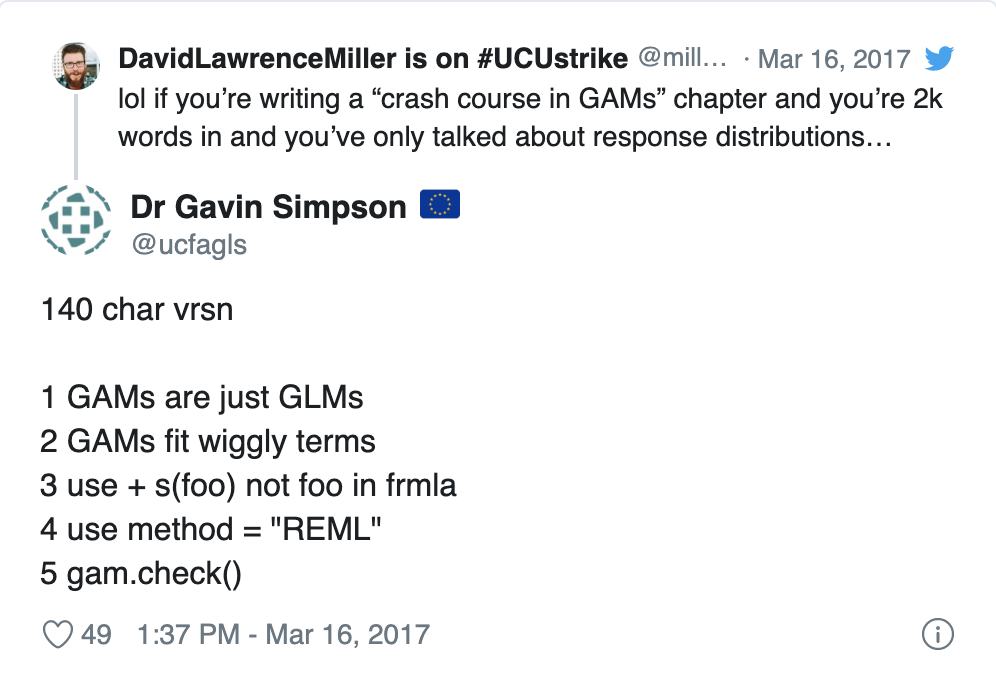 DavidLawrenceMiller is on #UCUstrike @mill… · Mar 16, 2017
lol if you’re writing a “crash course in GAMs” chapter and you’re 2k
words in and you’ve only talked about response distributions…
Dr Gavin Simpson 🇪🇺
@ucfagls
140 char vrsn
1 GAMs are just GLMs
2 GAMs fit wiggly terms
3 use + s(foo) not foo in frmla
4 use method = "REML"
5 gam.check()
49 1:37 PM - Mar 16, 2017